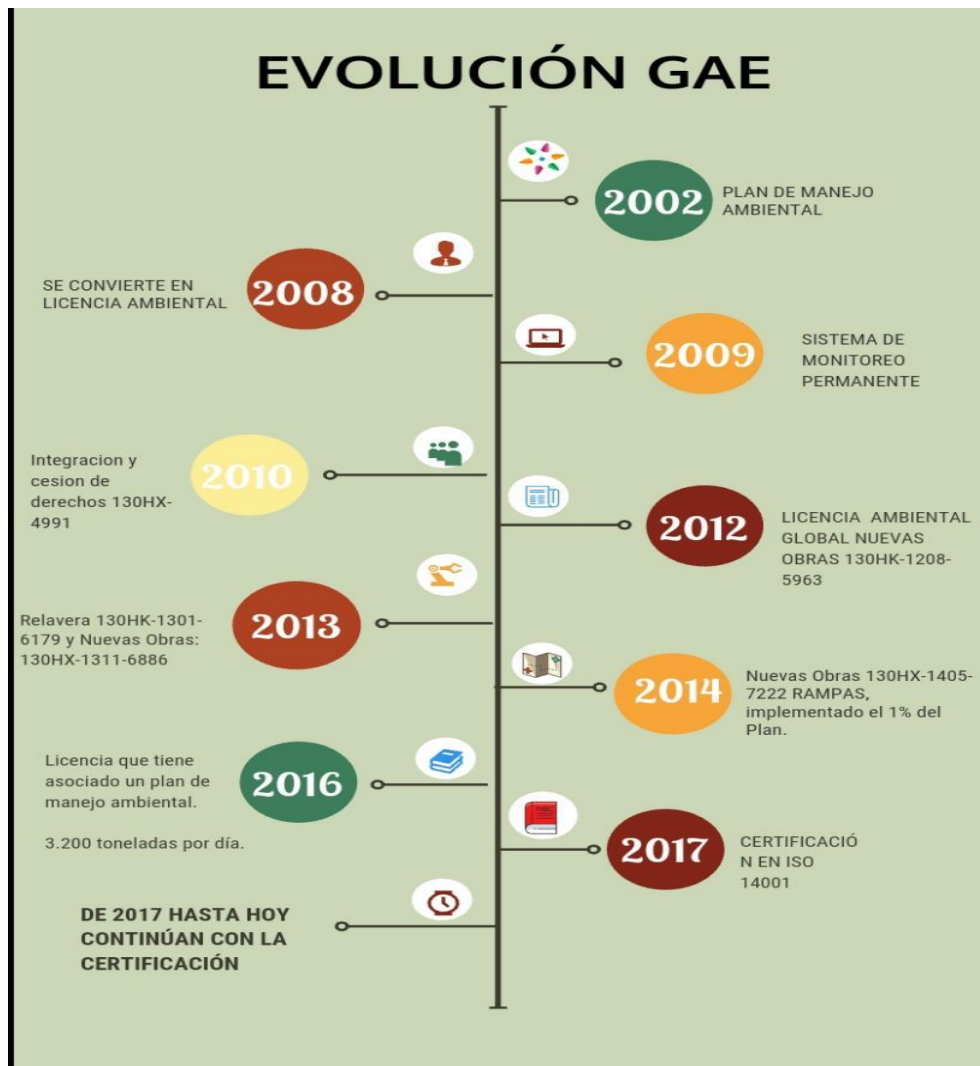 EVOLUCIÓN GAE
2002
PLAN DE MANEJO
AMBIENTAL
2008
SE CONVIERTE EN
LICENCIA AMBIENTAL
2009
SISTEMA DE
MONITOREO
PERMANENTE
2010
Integracion y
cesion de
derechos 130HX-
4991
2012
LICENCIA AMBIENTAL
GLOBAL NUEVAS
OBRAS 130HK-1208-
5963
2013
Relavera 130HK-1301-
6179 y Nuevas Obras:
130HX-1311-6886
2014
Nuevas Obras 130HX-1405-
7222 RAMPAS,
implementado el 1% del
Plan.
2016
Licencia que tiene
asociado un plan de
manejo ambiental.
3.200 toneladas por día.
2017
CERTIFICACIÓ
N EN ISO
14001
DE 2017 HASTA HOY
CONTINÚAN CON LA
CERTIFICACIÓN